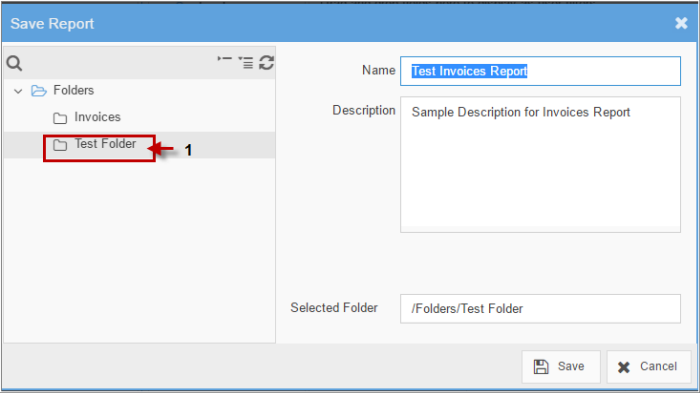 Save Report
Folders
Invoices
Test Folder
1
Name
Test Invoices Report
Description
Sample Description for Invoices Report
Selected Folder
/Folders/Test Folder
Save
Cancel